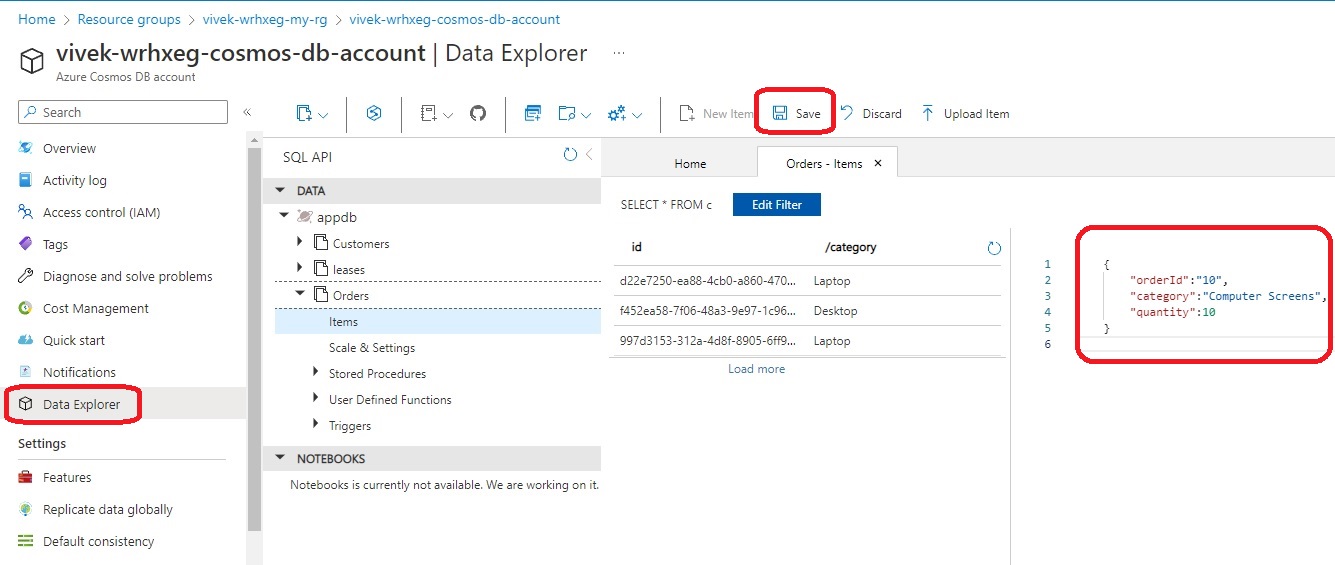 Home > Resource groups > vivek-wrhxeg-my-rg > vivek-wrhxeg-cosmos-db-account
vivek-wrhxeg-cosmos-db-account | Data Explorer ...
Azure Cosmos DB account
Search «
Overview
Activity log
Access control (IAM)
Tags
Diagnose and solve problems
Cost Management
Quick start
Notifications
Data Explorer
Settings
Features
Replicate data globally
Default consistency
New Item Save Discard Upload Item
SQL API
DATA
appdb
Customers
leases
Orders
Items
Scale & Settings
Stored Procedures
User Defined Functions
Triggers
NOTEBOOKS
Notebooks is currently not available. We are working on it.
Home Orders - Items ×
SELECT * FROM c Edit Filter
id /category
d22e7250-ea88-4cb0-a860-470... Laptop
f452ea58-7f06-48a3-9e97-1c96... Desktop
997d3153-312a-4d8f-8905-6ff9... Laptop
Load more
1 {
2 "orderId":"10",
3 "category":"Computer Screens",
4 "quantity":10
5 }
6